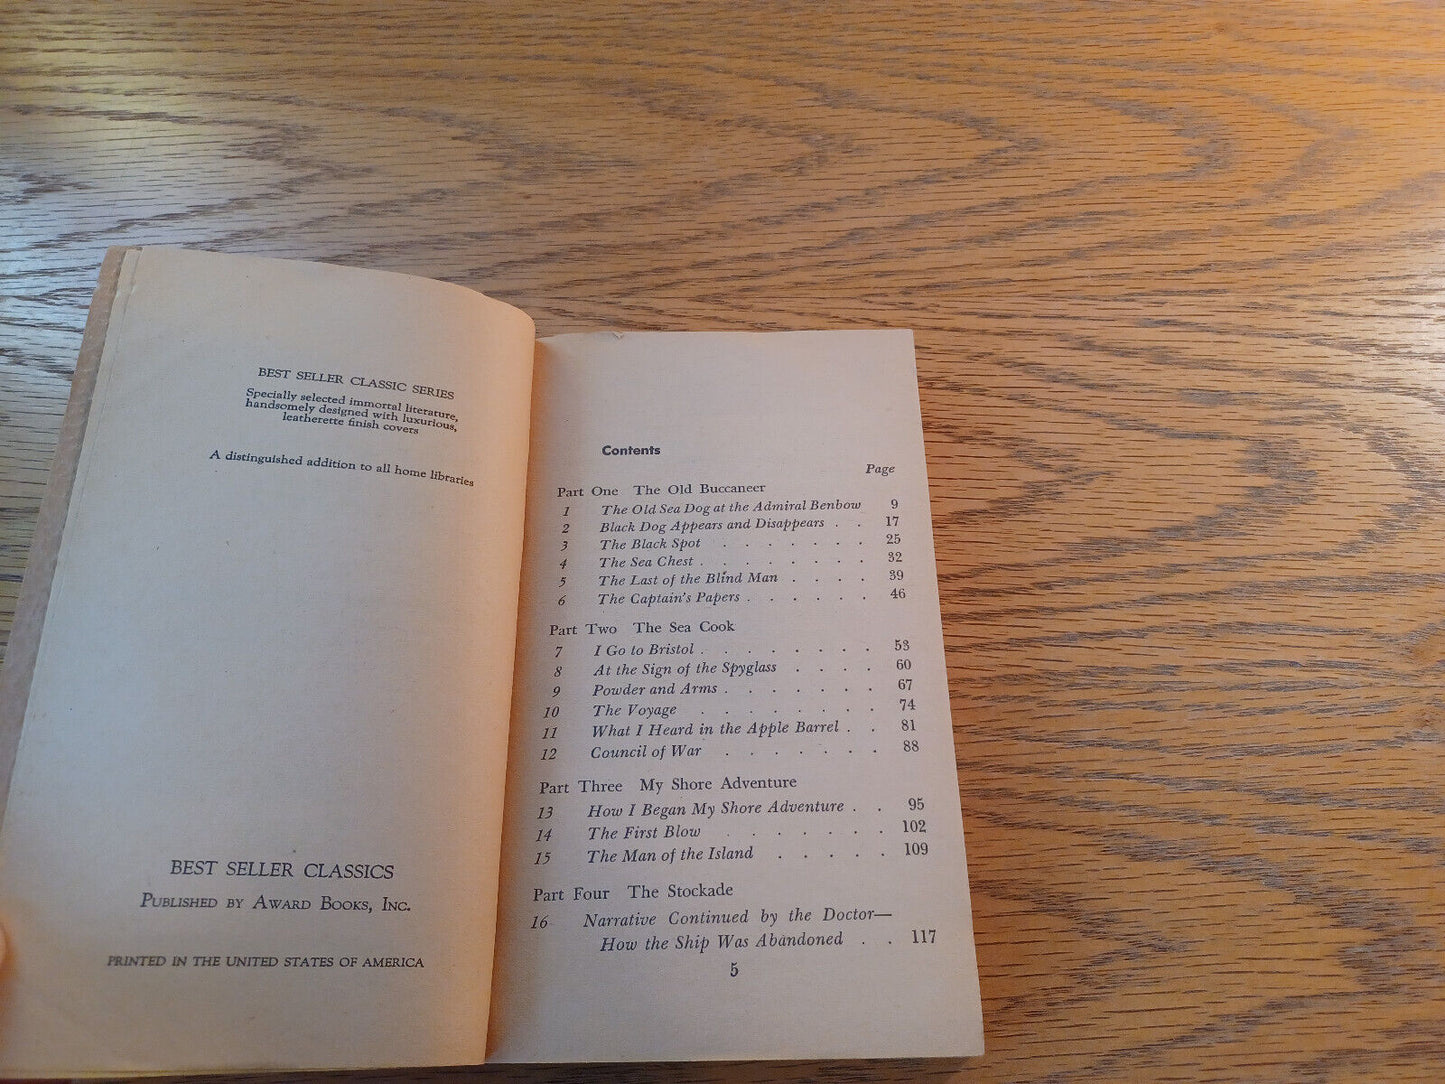 BEST SELLER CLASSIC SERIES
Specially selected immortal literature,
handsomely designed with luxurious,
leatherette finish covers
A distinguished addition to all home libraries
BEST SELLER CLASSICS
PUBLISHED BY AWARD BOOKS, INC.
PRINTED IN THE UNITED STATES OF AMERICA
Contents
Page
Part One The Old Buccaneer
1 The Old Sea Dog at the Admiral Benbow 9
2 Black Dog Appears and Disappears . . 17
3 The Black Spot . . . . . . . 25
4 The Sea Chest . . . . . . . . 32
5 The Last of the Blind Man . . . . 39
6 The Captain's Papers . . . . . . 46
Part Two The Sea Cook
7 I Go to Bristol . . . . . . . . 53
8 At the Sign of the Spyglass . . . . 60
9 Powder and Arms . . . . . . . 67
10 The Voyage . . . . . . . . 74
11 What I Heard in the Apple Barrel . . 81
12 Council of War . . . . . . . 88
Part Three My Shore Adventure
13 How I Began My Shore Adventure . . 95
14 The First Blow . . . . . . . 102
15 The Man of the Island . . . . . 109
Part Four The Stockade
16 Narrative Continued by the Doctor—
How the Ship Was Abandoned . . 117
5